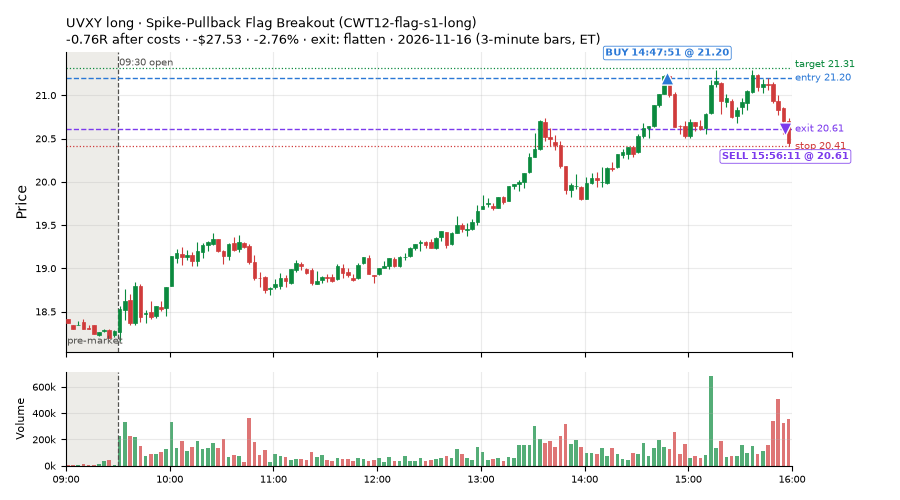 UVXY long · Spike-Pullback Flag Breakout (CWT12-flag-s1-long)
-0.76R after costs · -$27.53 · -2.76% · exit: flatten · 2026-11-16 (3-minute bars, ET)
BUY 14:47:51 @ 21.20
09:30 open
target 21.31
entry 21.20
21.0
exit 20.61
20.5
stop 20.41
SELL 15:56:11 @ 20.61
20.0
19.5
19.0
18.5
Price
pre-market
600k
400k
200k
0k
Volume
09:00
10:00
11:00
12:00
13:00
14:00
15:00
16:00